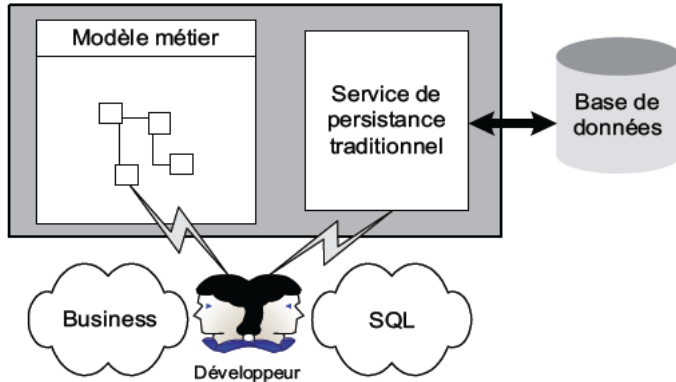 Modèle métier
Service de
persistance
traditionnel
Base de
données
Business
SQL
Développeur